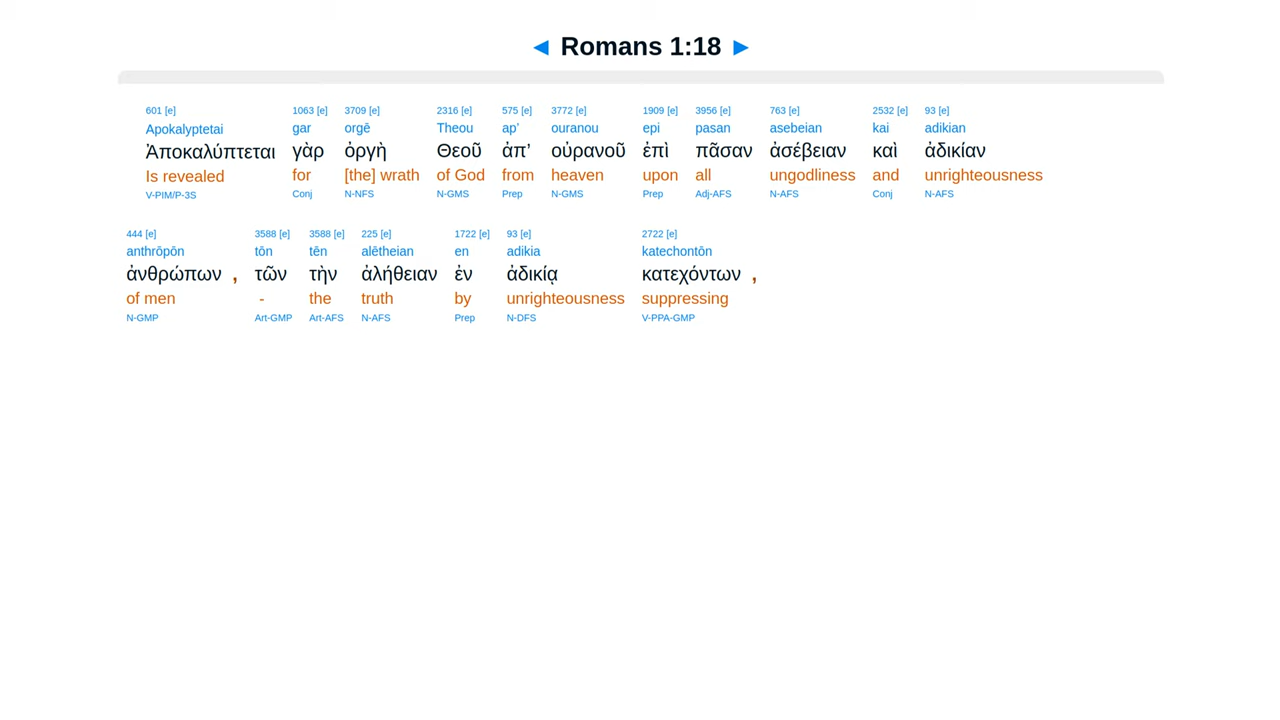 ◄ Romans 1:18 ►
601 [e] 1063 [e] 3709 [e] 2316 [e] 575 [e] 3772 [e] 1909 [e] 3956 [e] 763 [e] 2532 [e] 93 [e]
Apokalyptetai gar orgē Theou ap’ ouranou epi pasan asebeian kai adikian
Ἀποκαλύπτεται γὰρ ὀργὴ Θεοῦ ἀπ’ οὐρανοῦ ἐπὶ πᾶσαν ἀσέβειαν καὶ ἀδικίαν
Is revealed for [the] wrath of God from heaven upon all ungodliness and unrighteousness
V-PIM/P-3S Conj N-NFS N-GMS Prep N-GMS Prep Adj-AFS N-AFS Conj N-AFS
444 [e] 3588 [e] 3588 [e] 225 [e] 1722 [e] 93 [e] 2722 [e]
anthrōpōn tōn tēn alētheian en adikia katechontōn
ἀνθρώπων , τῶν τὴν ἀλήθειαν ἐν ἀδικίᾳ κατεχόντων ,
of men - the truth by unrighteousness suppressing
N-GMP Art-GMP Art-AFS N-AFS Prep N-DFS V-PPA-GMP